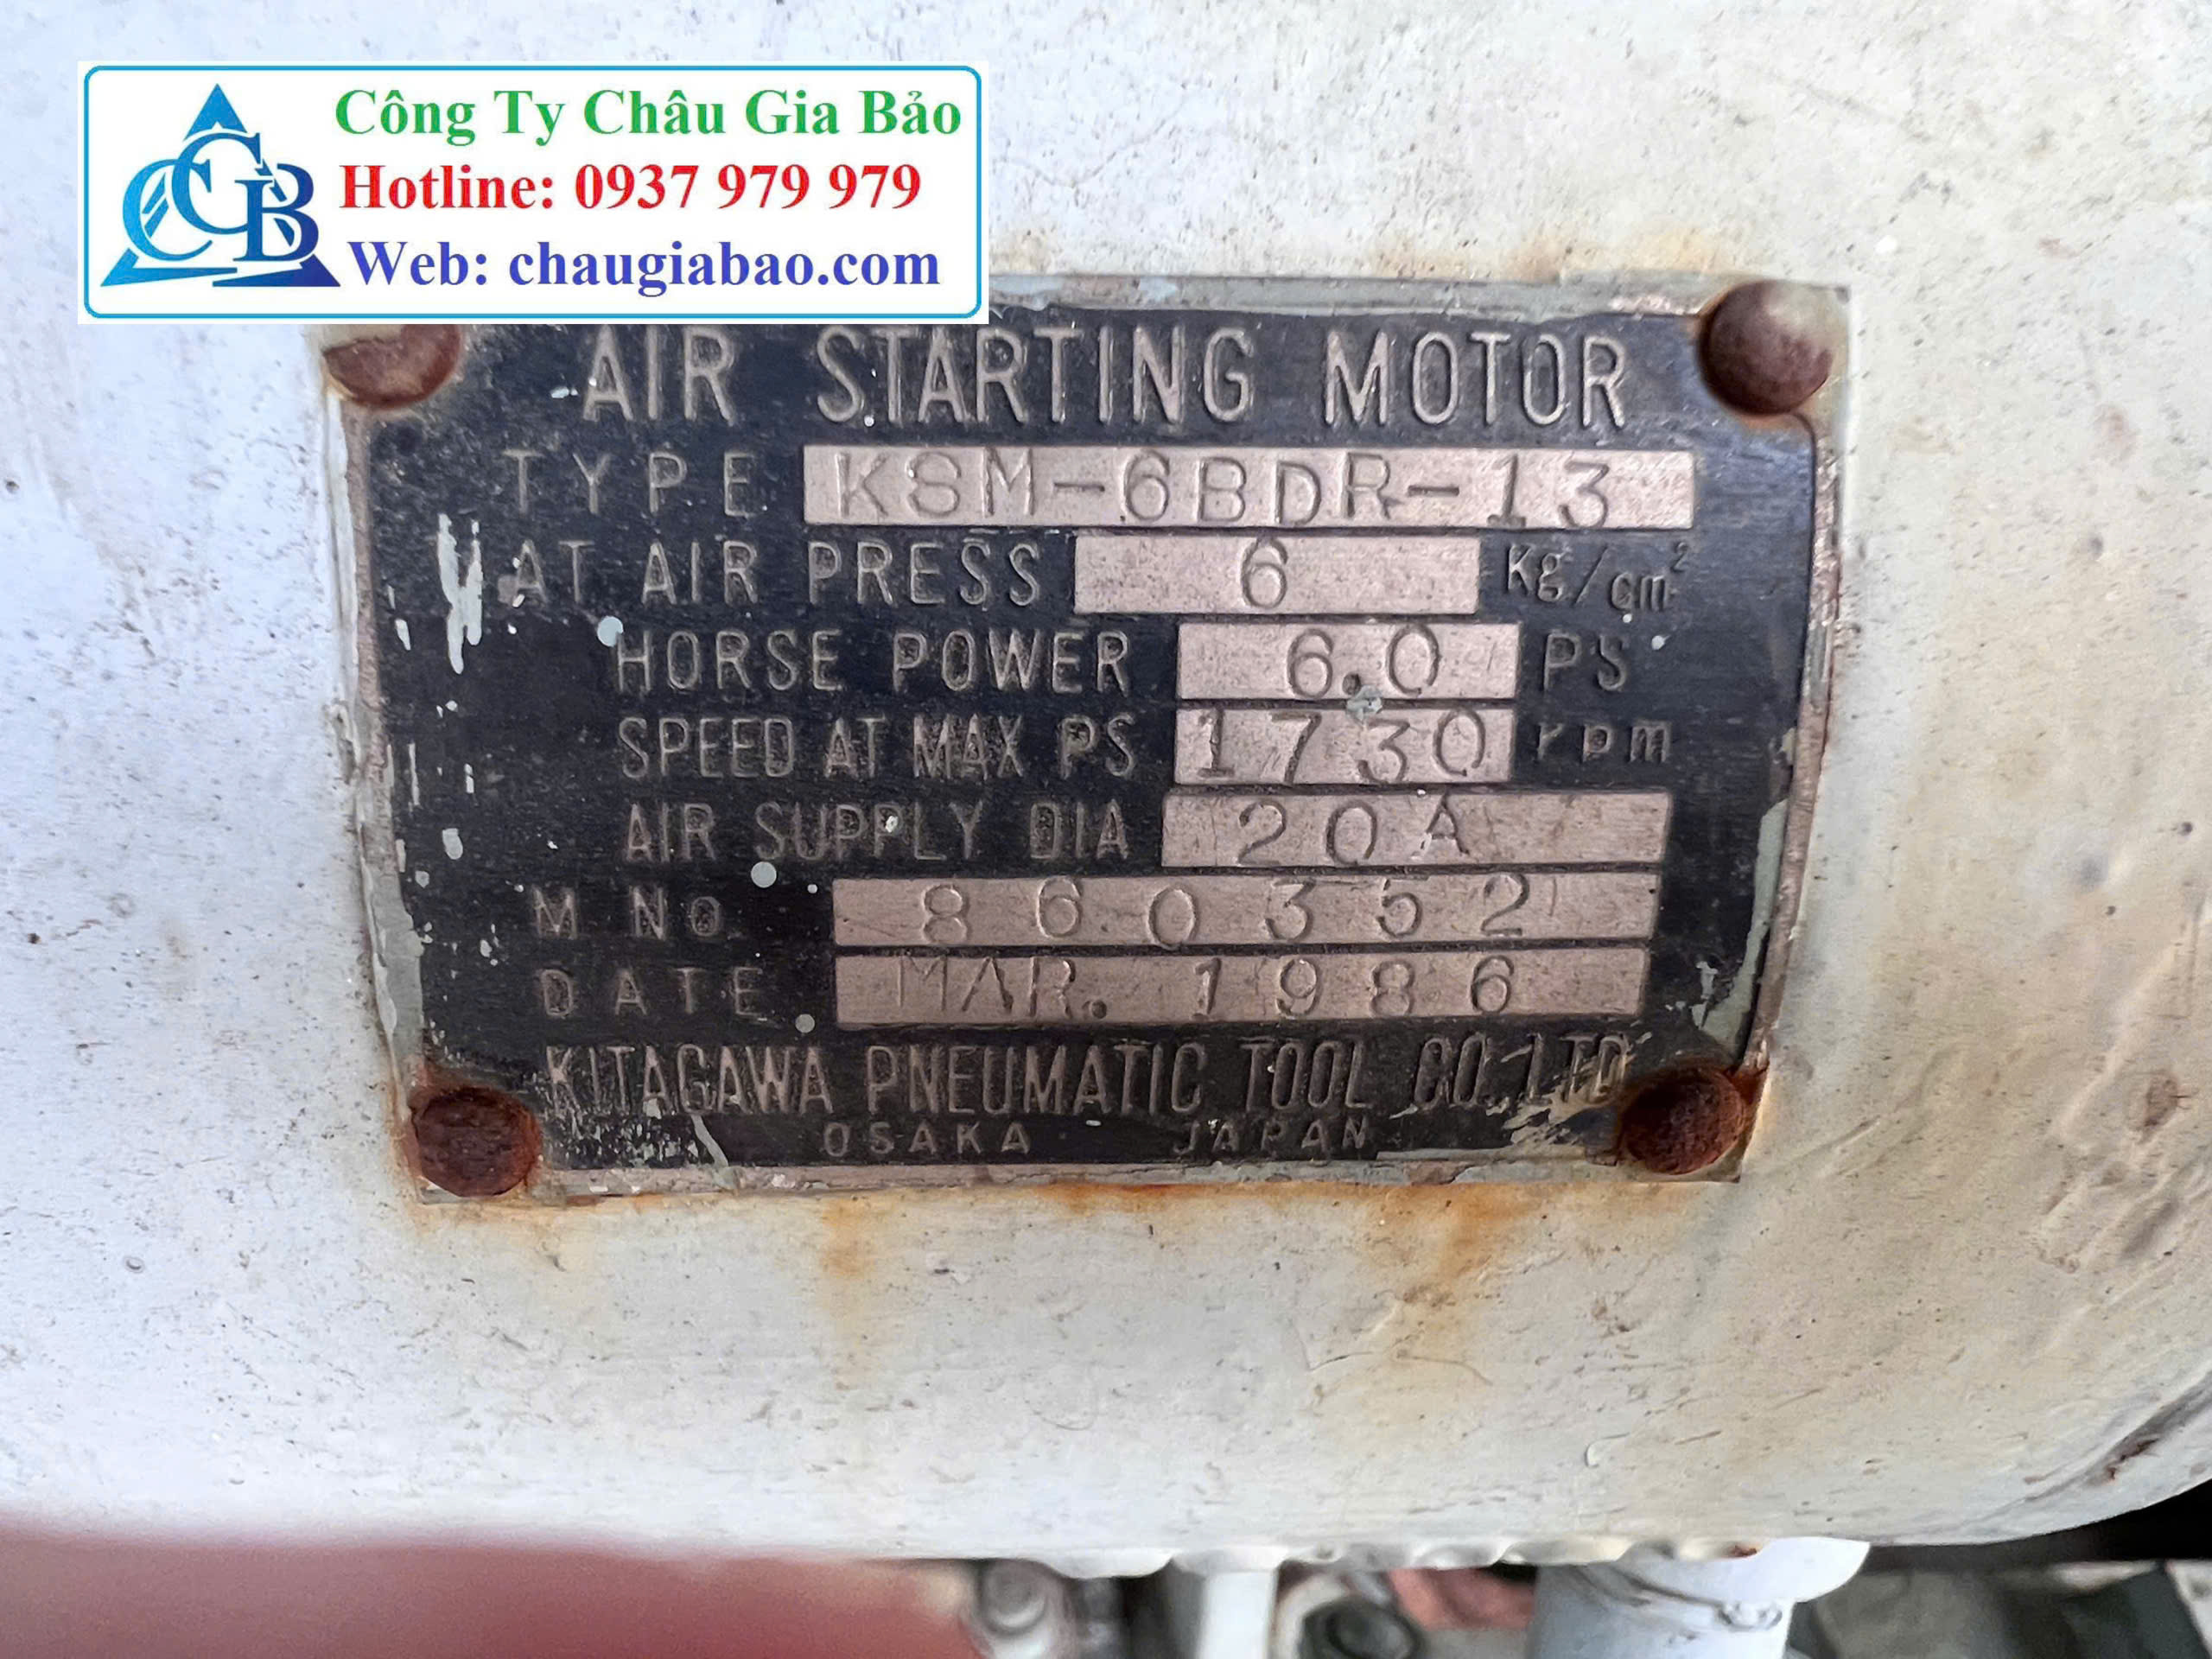 Công Ty Châu Gia Bảo
Hotline: 0937 979 979
Web: chaugiabao.com
CCB
AIR STARTING MOTOR
TYPE KSM-6BDR-13
AT AIR PRESS 6 Kg/cm²
HORSE POWER 6.0 PS
SPEED AT MAX PS 1730 rpm
AIR SUPPLY DIA 20A
M No. 860352
DATE MAR. 1986
KITAGAWA PNEUMATIC TOOL CO.,LTD
OSAKA JAPAN